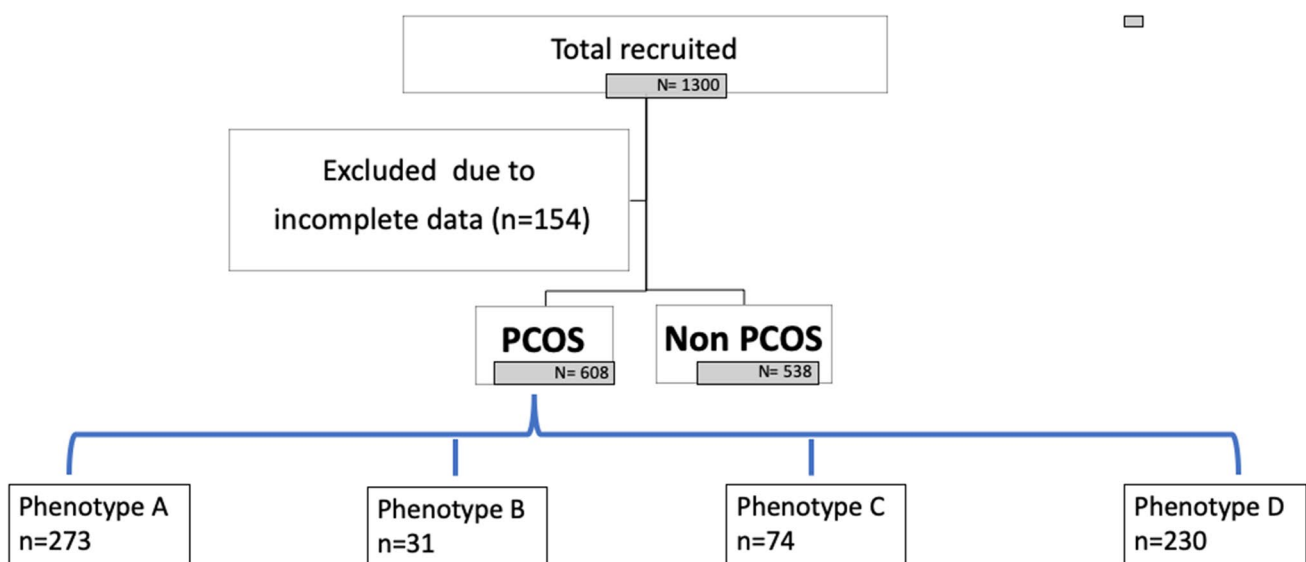 Total recruited
N= 1300
Excluded due to
incomplete data (n=154)
PCOS
N= 608
Non PCOS
N= 538
Phenotype A
n=273
Phenotype B
n=31
Phenotype C
n=74
Phenotype D
n=230